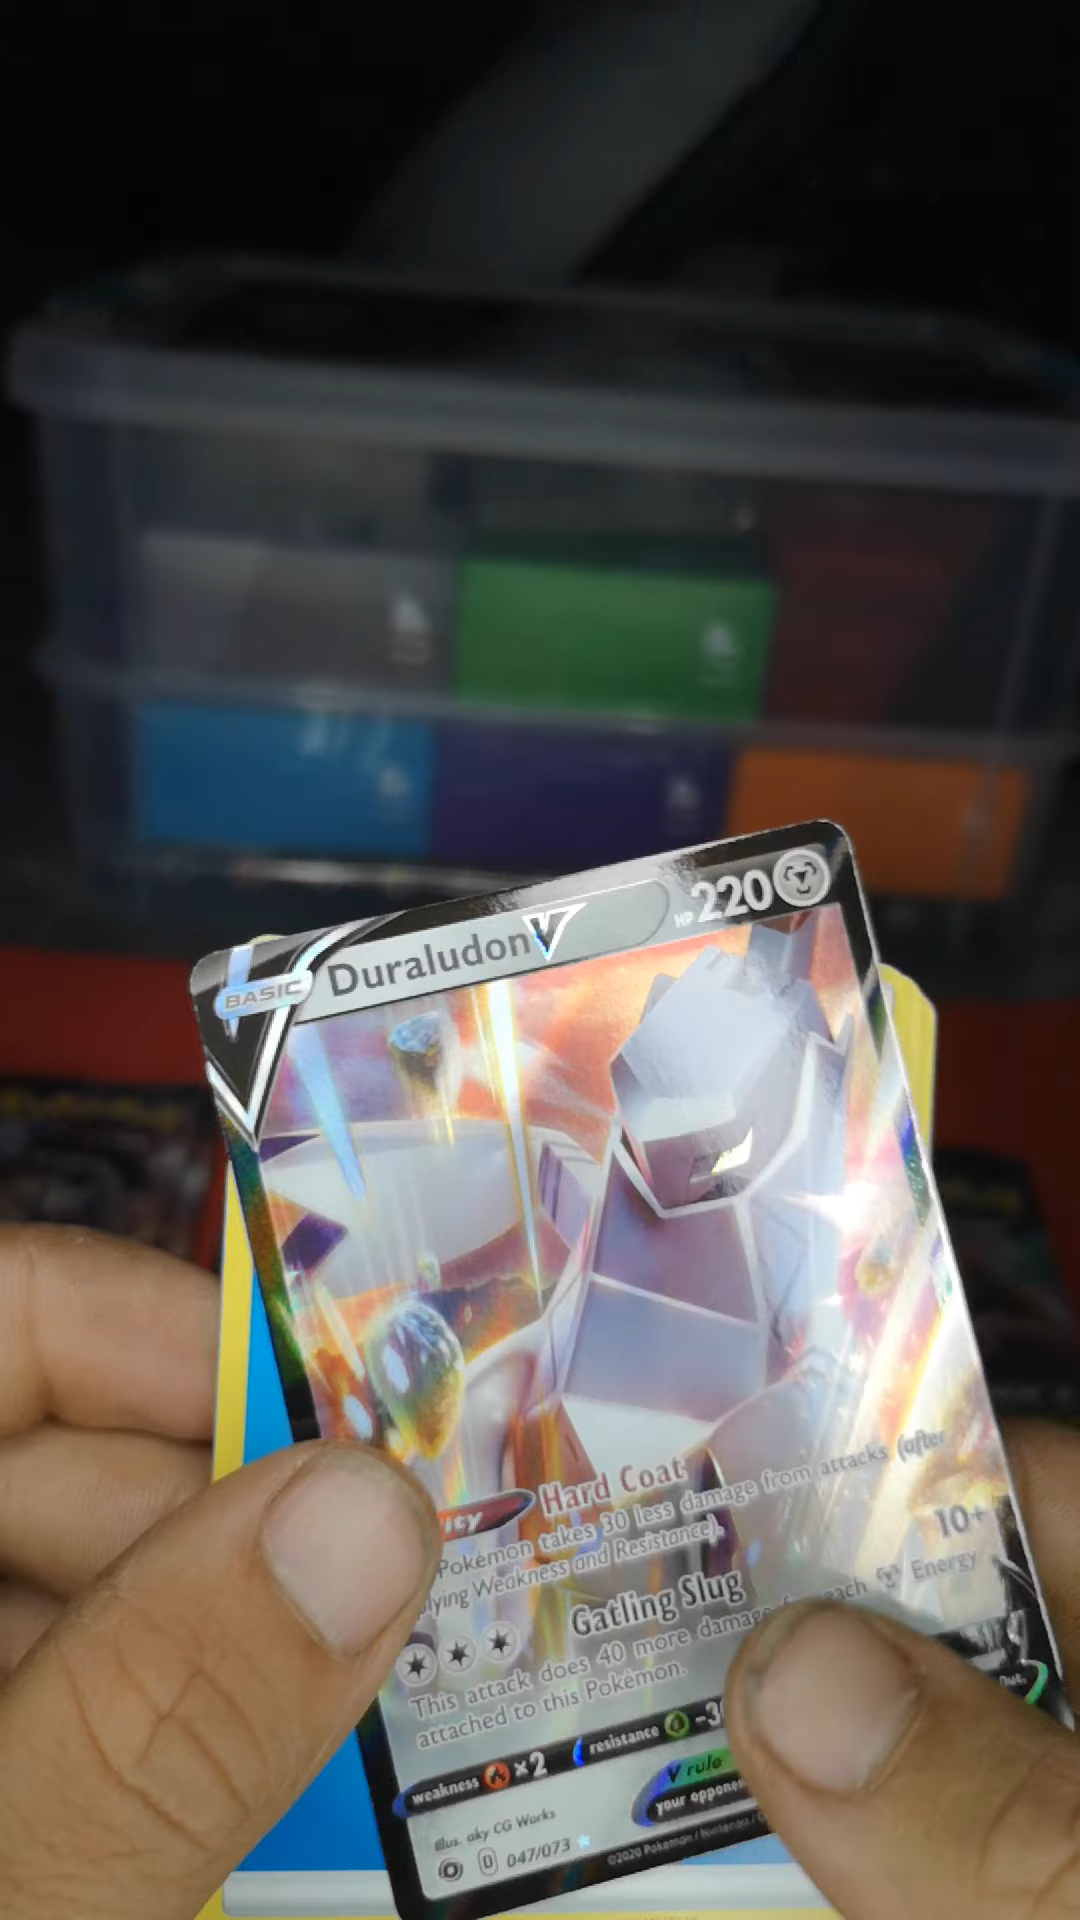 BASIC Duraludon V HP 220
ity Hard Coat
Pokémon takes 30 less damage from attacks (after
lying Weakness and Resistance).
Gatling Slug 10+
This attack does 40 more damage each Energy
attached to this Pokémon.
weakness ×2 resistance -30
V rule
your opponent
Illus. aky CG Works
D 047/073
©2020 Pokémon / Nintendo /